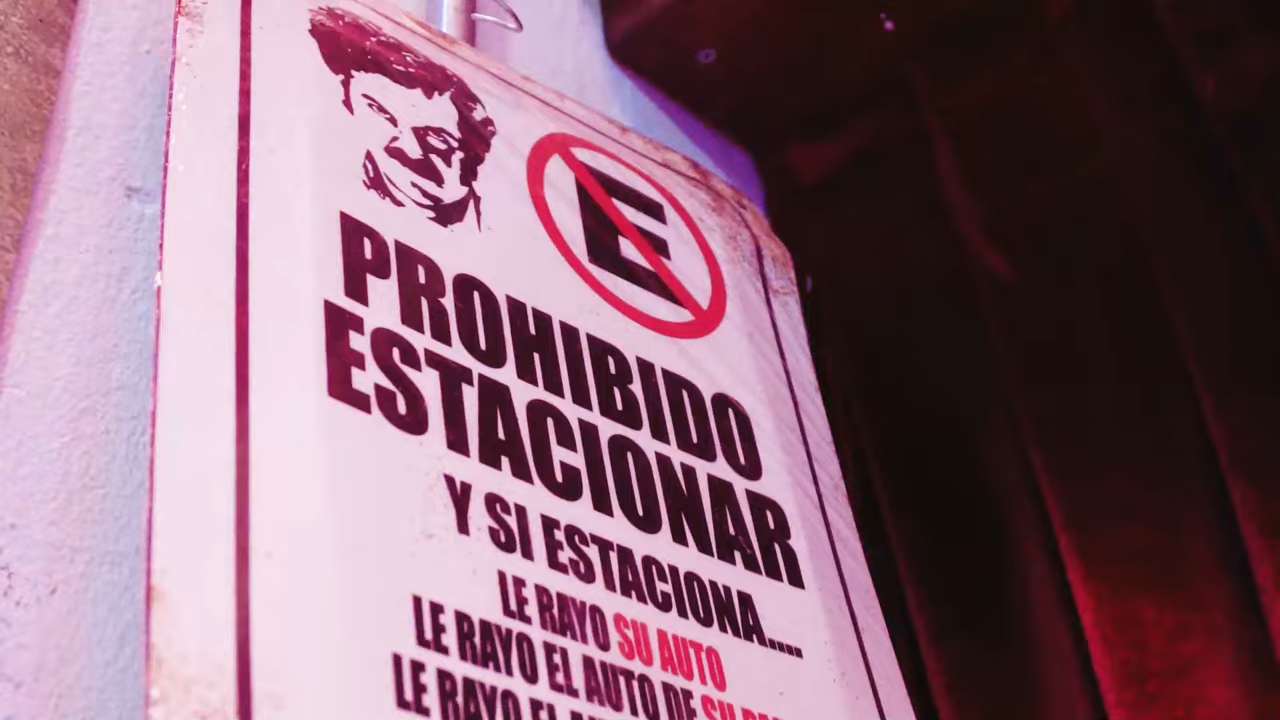 E
PROHIBIDO
ESTACIONAR
Y SI ESTACIONA....
LE RAYO SU AUTO
LE RAYO EL AUTO DE SU
LE RAYO EL